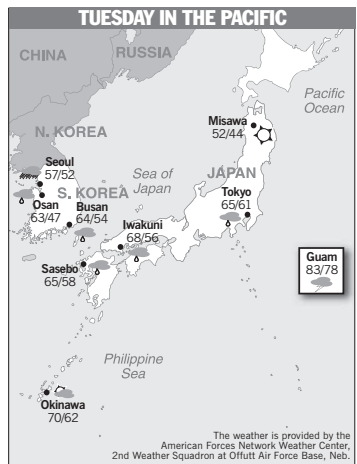 TUESDAY IN THE PACIFIC
CHINA
RUSSIA
Pacific
Ocean
Misawa
52/44
N. KOREA
Seoul
57/52
Sea of
Japan
JAPAN
S. KOREA
Osan
63/47
Busan
64/54
Tokyo
65/61
Iwakuni
68/56
Sasebo
65/58
Guam
83/78
Philippine
Sea
Okinawa
70/62
The weather is provided by the
American Forces Network Weather Center,
2nd Weather Squadron at Offutt Air Force Base, Neb.